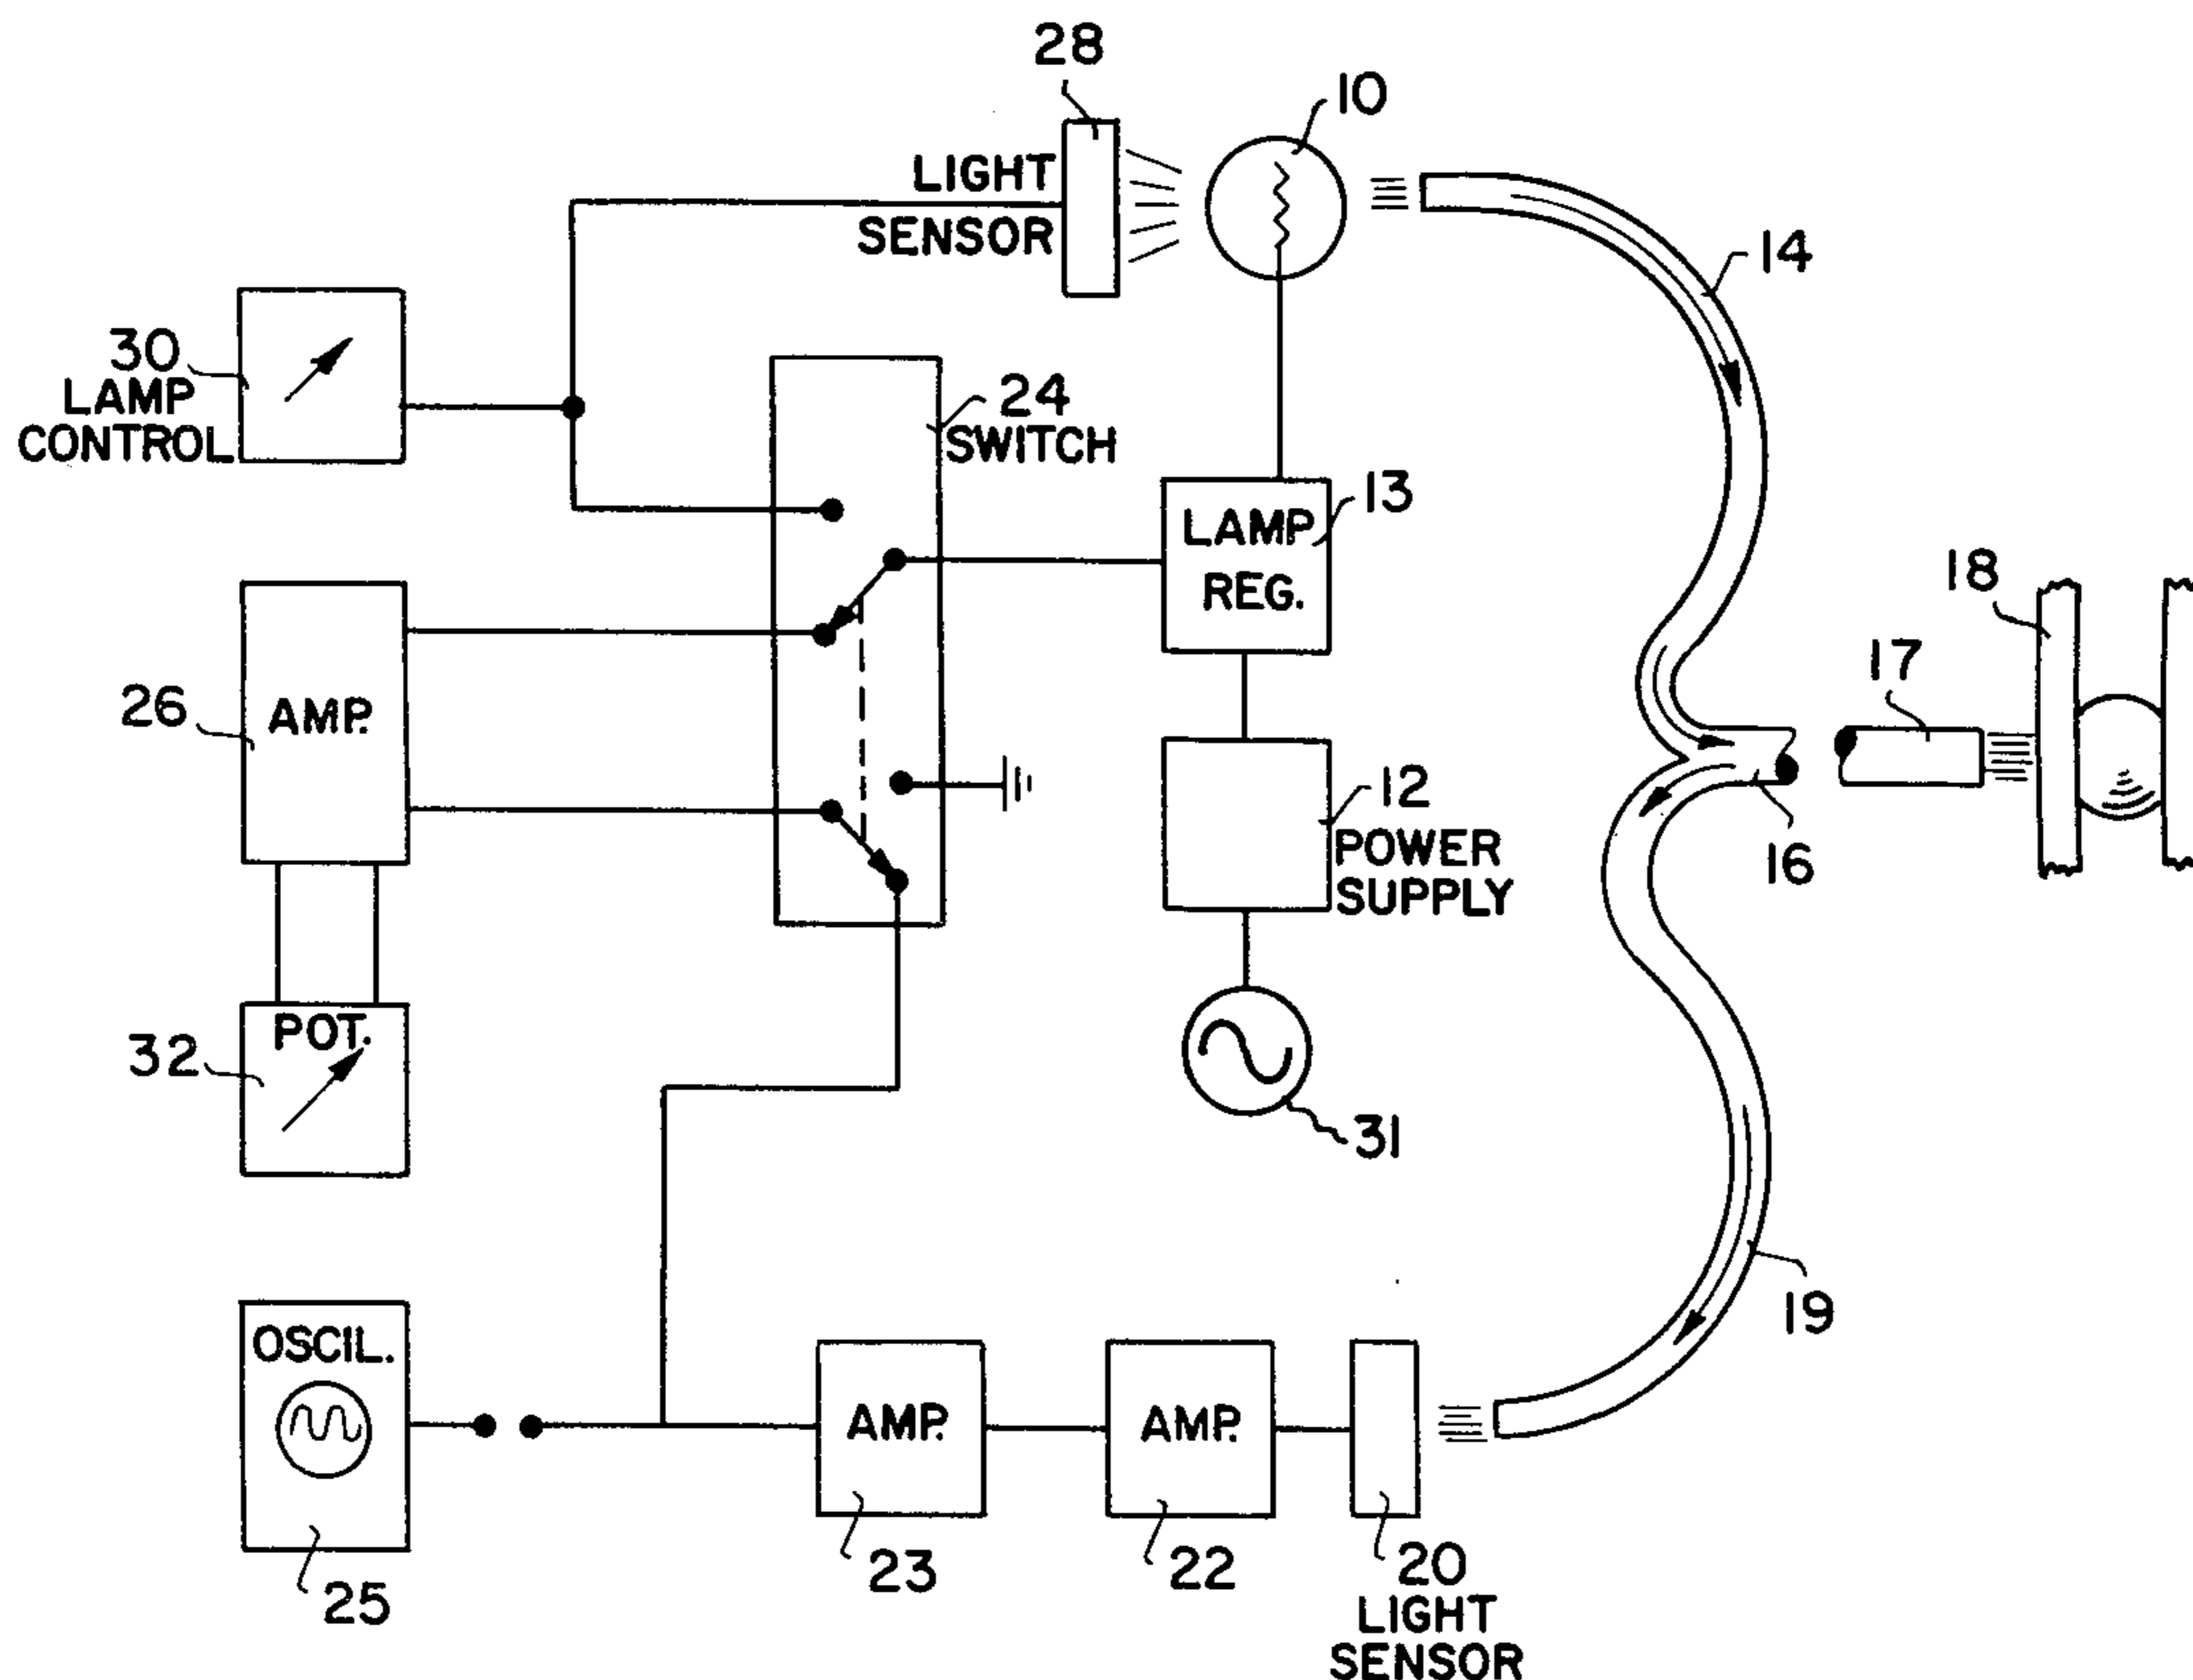 28
10
LIGHT
SENSOR
14
30
LAMP
CONTROL
24
SWITCH
13
LAMP
REG.
18
17
26
AMP.
12
POWER
SUPPLY
16
POT.
32
31
19
OSCIL.
AMP.
AMP.
25
23
22
20
LIGHT
SENSOR